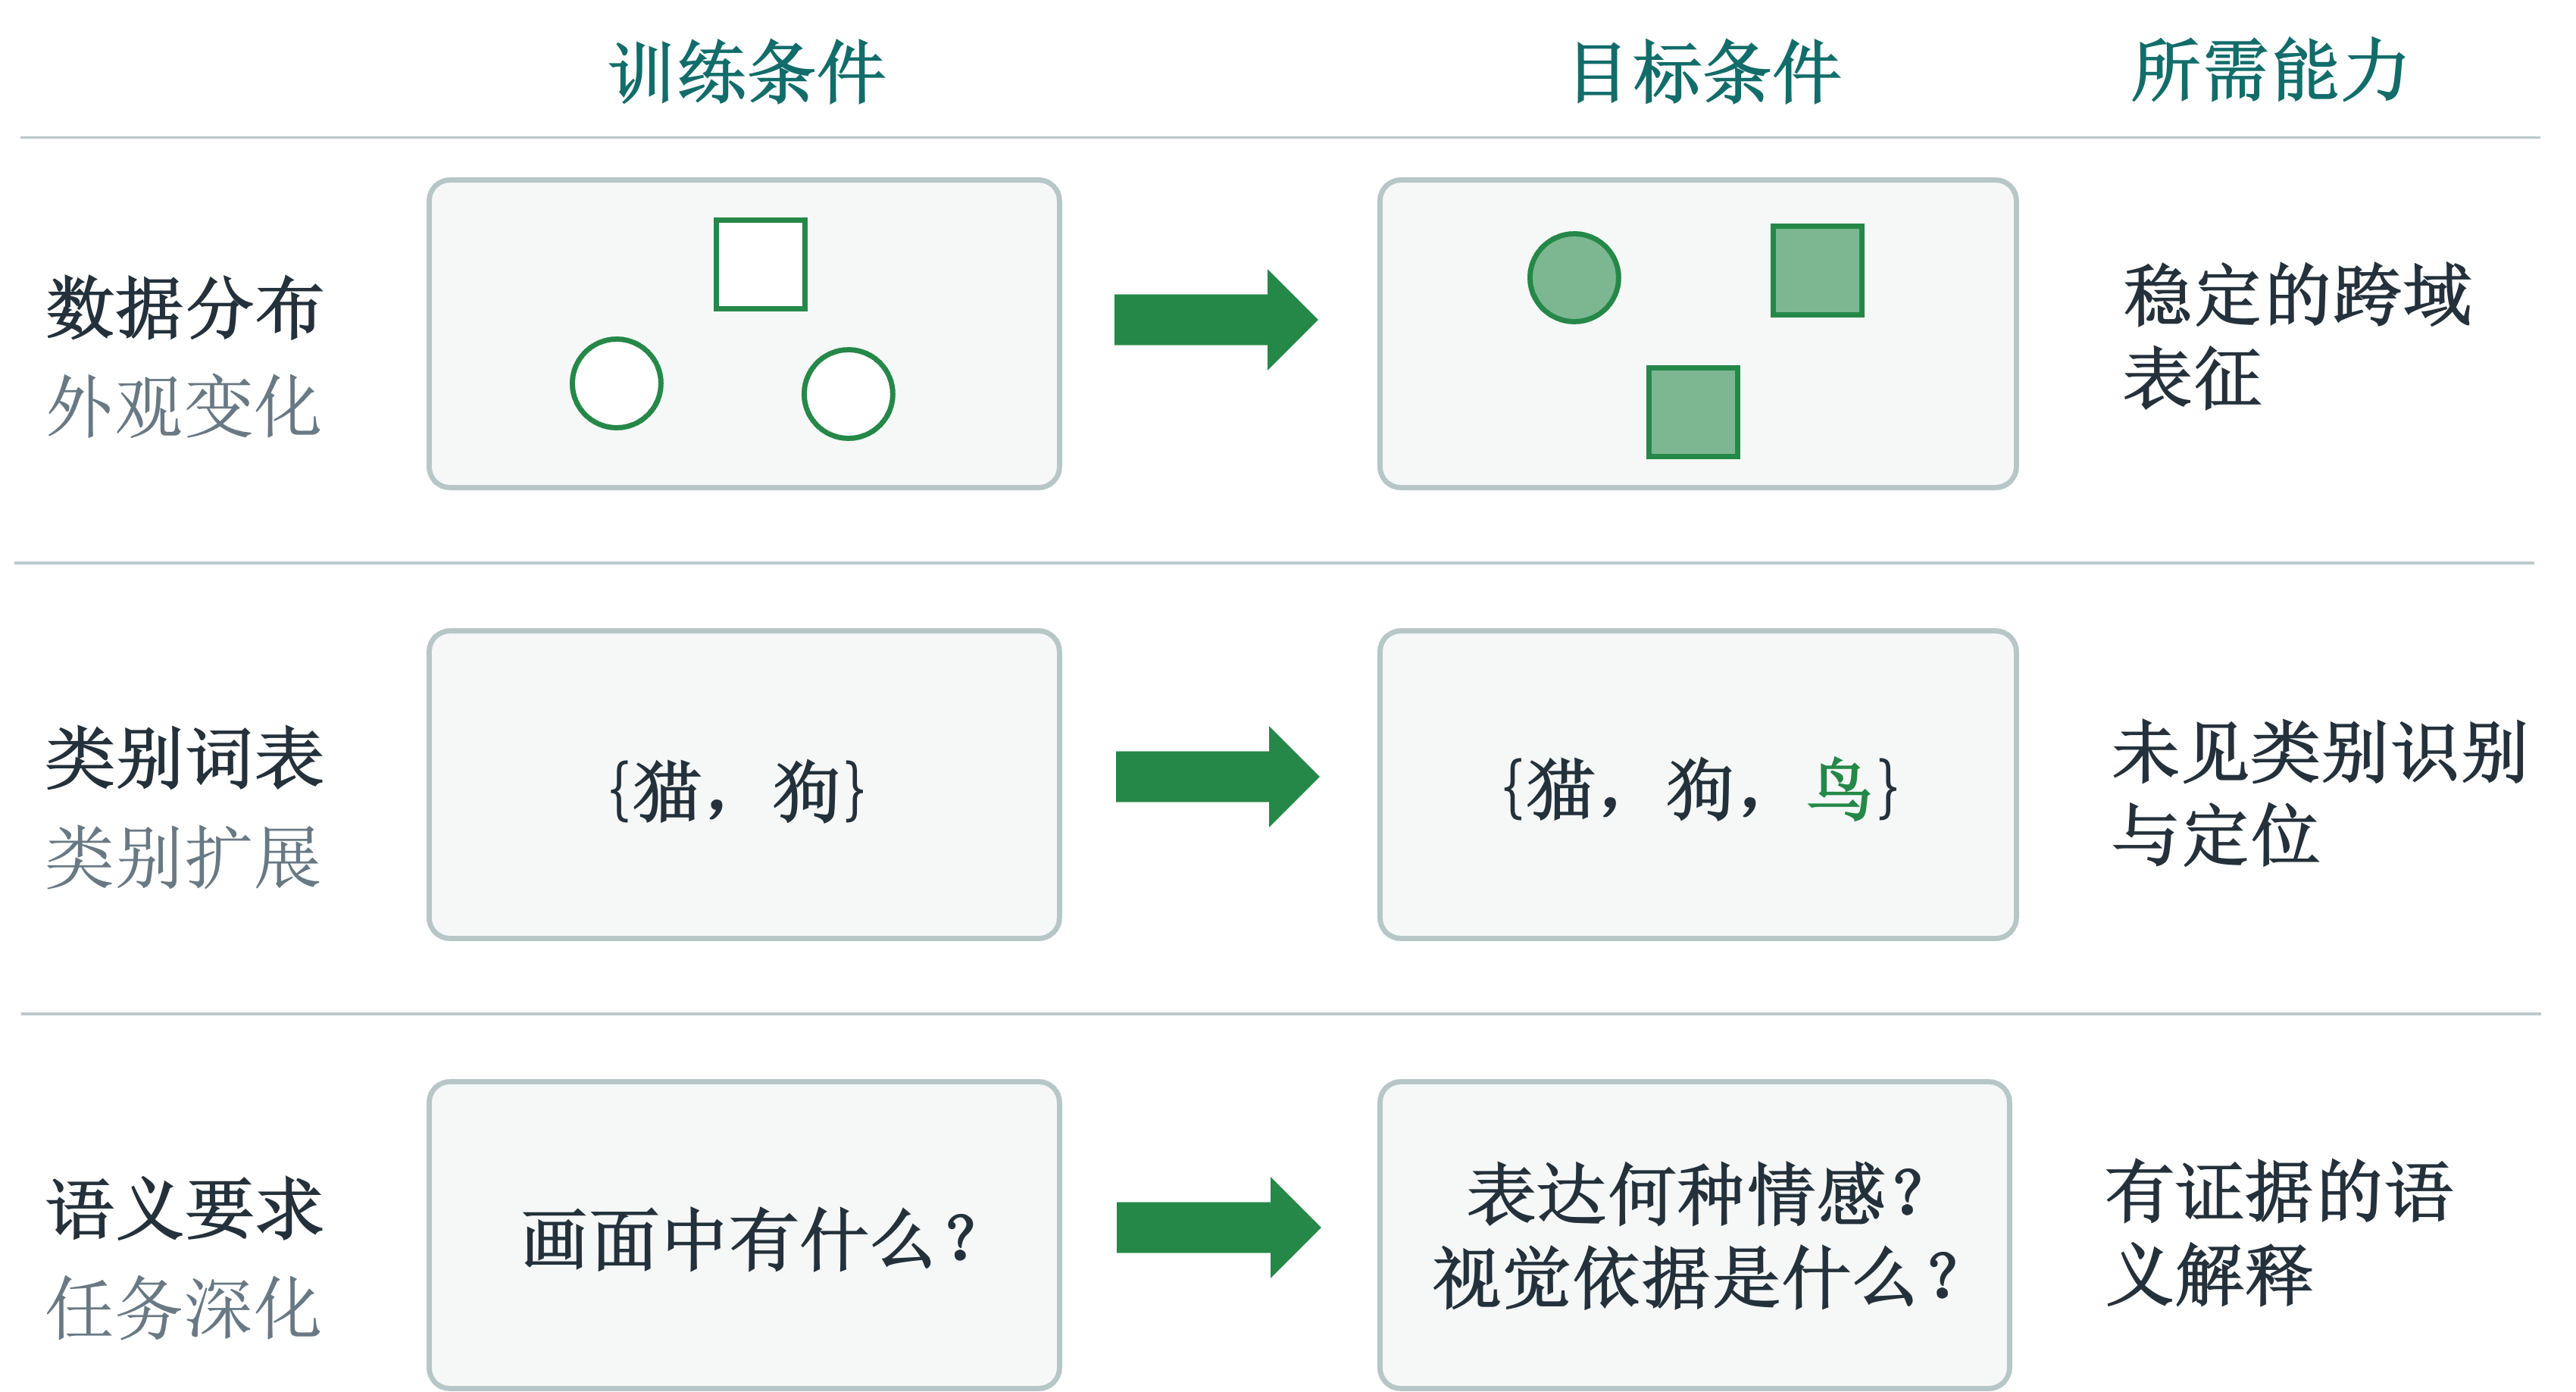 训练条件
目标条件
所需能力
数据分布
外观变化
稳定的跨域
表征
类别词表
类别扩展
{猫，狗}
{猫，狗，鸟}
未见类别识别
与定位
语义要求
任务深化
画面中有什么？
表达何种情感？
视觉依据是什么？
有证据的语
义解释